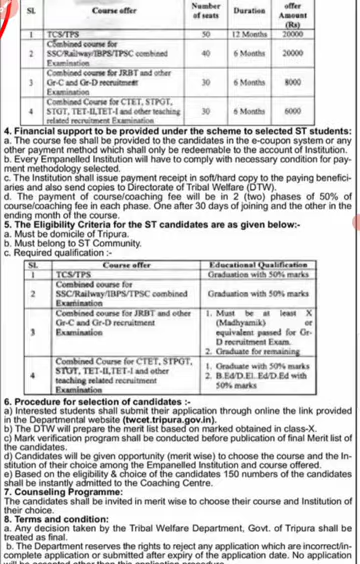 SL Course offer Number of seats Duration offer Amount (Rs)
1 TCS/TPS 50 12 Months 20000
2 Combined course for SSC/Railway/IBPS/TPSC combined Examination 40 6 Months 20000
3 Combined course for JRBT and other Gr-C and Gr-D recruitment Examination 30 6 Months 8000
4 Combined Course for CTET, STPGT, STGT, TET-II,TET-I and other teaching related recruitment Examination 30 6 Months 6000
4. Financial support to be provided under the scheme to selected ST students:
a. The course fee shall be provided to the candidates in the e-coupon system or any
other payment method which shall only be redeemable to the account of Institution.
b. Every Empanelled Institution will have to comply with necessary condition for pay-
ment methodology selected.
c. The Institution shall issue payment receipt in soft/hard copy to the paying benefici-
aries and also send copies to Directorate of Tribal Welfare (DTW).
d. The payment of course/coaching fee will be in 2 (two) phases of 50% of
course/coaching fee in each phase. One after 30 days of joining and the other in the
ending month of the course.
5. The Eligibility Criteria for the ST candidates are as given below:-
a. Must be domicile of Tripura.
b. Must belong to ST Community.
c. Required qualification :-
SL Course offer Educational Qualification
1 TCS/TPS Graduation with 50% marks
2 Combined course for SSC/Railway/IBPS/TPSC combined Examination Graduation with 50% marks
3 Combined course for JRBT and other Gr-C and Gr-D recruitment Examination 1. Must be at least X (Madhyamik) or equivalent passed for Gr-D recruitment Exam. 2. Graduate for remaining
4 Combined Course for CTET, STPGT, STGT, TET-II,TET-I and other teaching related recruitment Examination 1. Graduate with 50% marks 2. B.Ed/D.El.Ed/D.Ed with 50% marks
6. Procedure for selection of candidates :-
a) Interested students shall submit their application through online the link provided
in the Departmental website (twcet.tripura.gov.in).
b) The DTW will prepare the merit list based on marked obtained in class-X.
c) Mark verification program shall be conducted before publication of final Merit list of
the candidates.
d) Candidates will be given opportunity (merit wise) to choose the course and the In-
stitution of their choice among the Empanelled Institution and course offered.
e) Based on the eligibility & choice of the candidates 150 numbers of the candidates
shall be instantly admitted to the Coaching Centre.
7. Counseling Programme:
The candidates shall be invited in merit wise to choose their course and Institution of
their choice.
8. Terms and condition:
a. Any decision taken by the Tribal Welfare Department, Govt. of Tripura shall be
treated as final.
b. The Department reserves the rights to reject any application which are incorrect/in-
complete application or submitted after expiry of the application date. No application